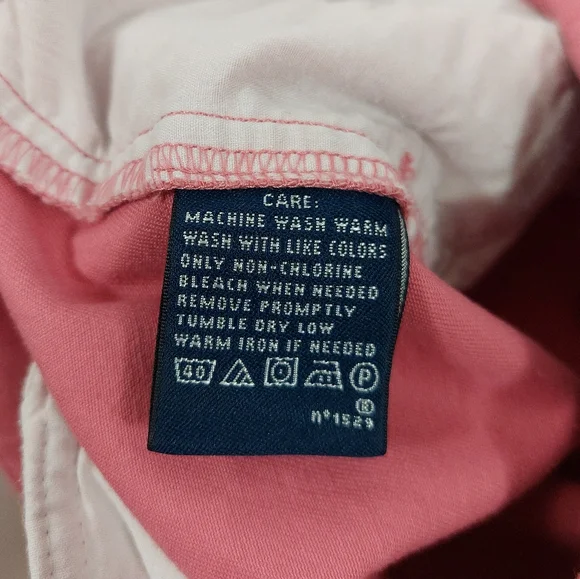 CARE:
MACHINE WASH WARM
WASH WITH LIKE COLORS
ONLY NON-CHLORINE
BLEACH WHEN NEEDED
REMOVE PROMPTLY
TUMBLE DRY LOW
WARM IRON IF NEEDED
40 P
®
nº1529